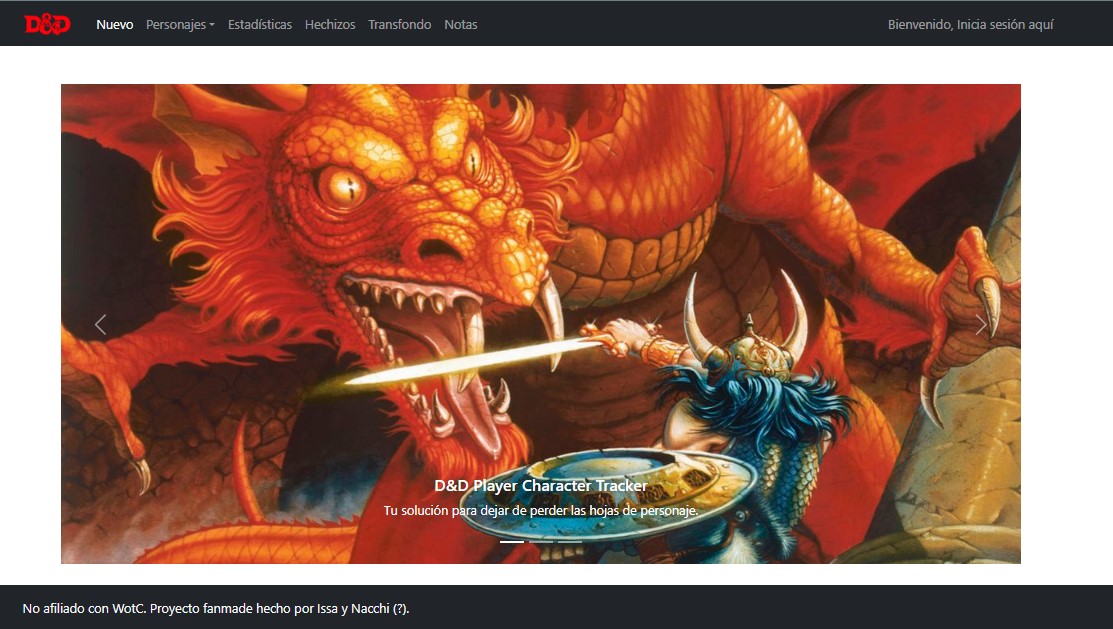 D&D Nuevo Personajes Estadísticas Hechizos Transfondo Notas Bienvenido, Inicia sesión aquí
D&D Player Character Tracker
Tu solución para dejar de perder las hojas de personaje.
No afiliado con WotC. Proyecto fanmade hecho por Issa y Nacchi (?).